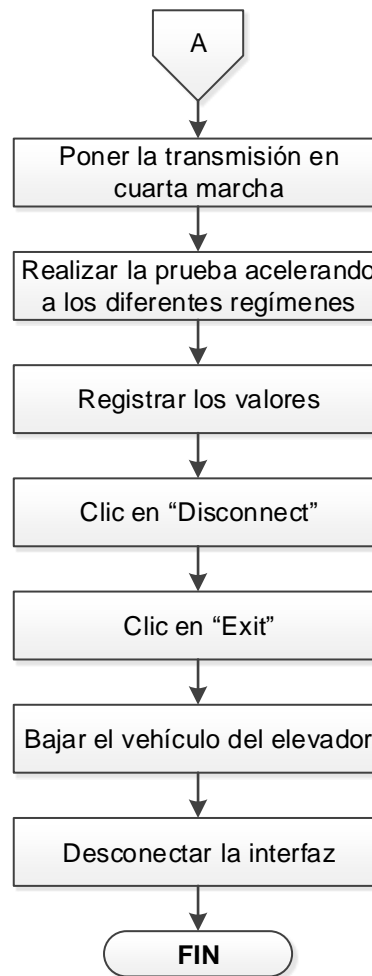 A
Poner la transmisión en
cuarta marcha
Realizar la prueba acelerando
a los diferentes regímenes
Registrar los valores
Clic en “Disconnect”
Clic en “Exit”
Bajar el vehículo del elevador
Desconectar la interfaz
FIN